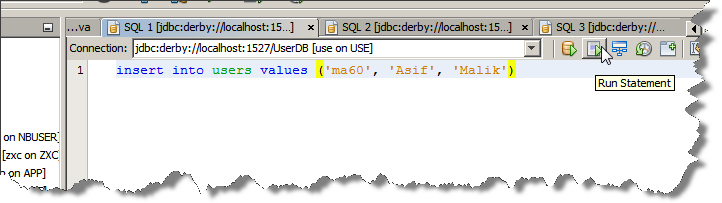 ...va
SQL 1 [jdbc:derby://localhost:15...]
SQL 2 [jdbc:derby://localhost:15...]
SQL 3 [jdbc:derby://...
Connection:
jdbc:derby://localhost:1527/UserDB [use on USE]
1
insert into users values ('ma60', 'Asif', 'Malik')
Run Statement
on NBUSER]
[zxc on ZXC]
on APP]